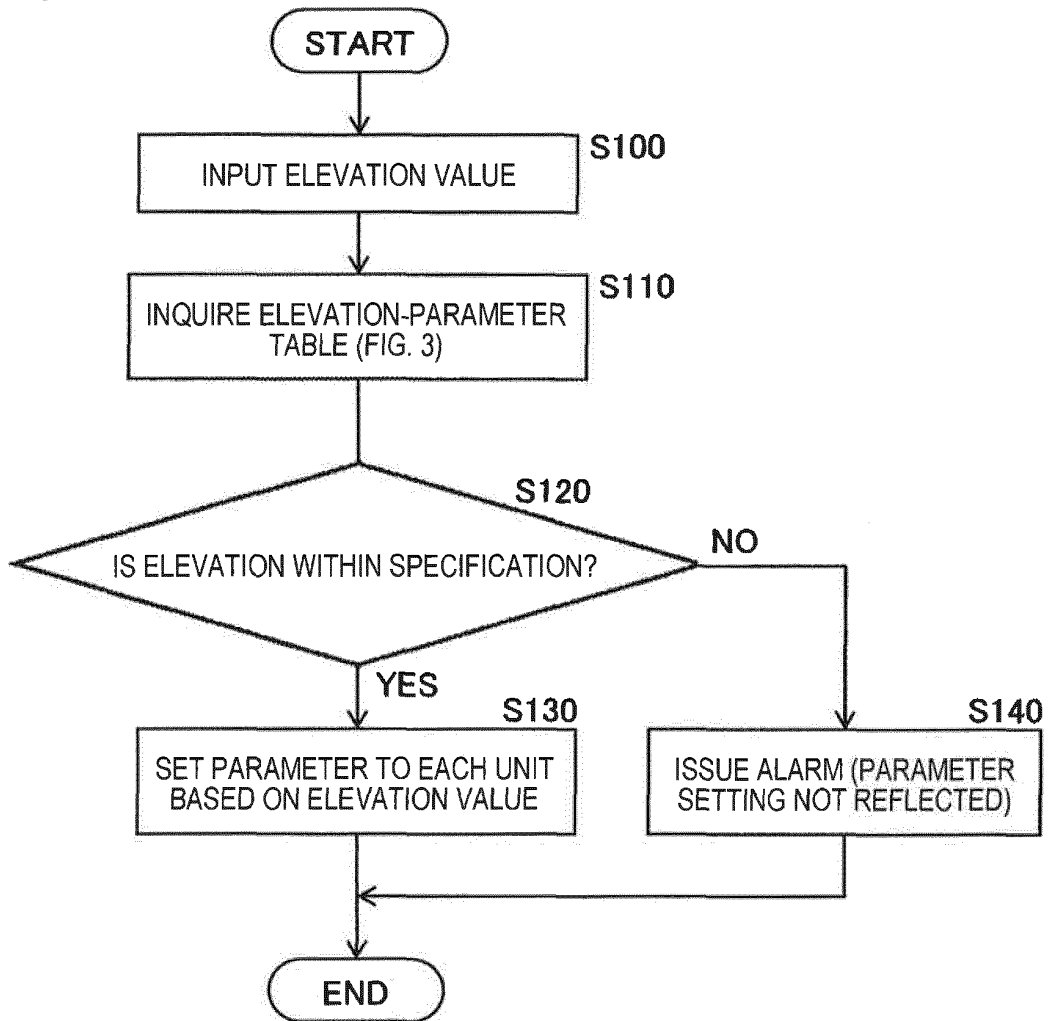 START
S100
INPUT ELEVATION VALUE
S110
INQUIRE ELEVATION-PARAMETER
TABLE (FIG. 3)
S120
IS ELEVATION WITHIN SPECIFICATION?
NO
YES
S130
SET PARAMETER TO EACH UNIT
BASED ON ELEVATION VALUE
S140
ISSUE ALARM (PARAMETER
SETTING NOT REFLECTED)
END